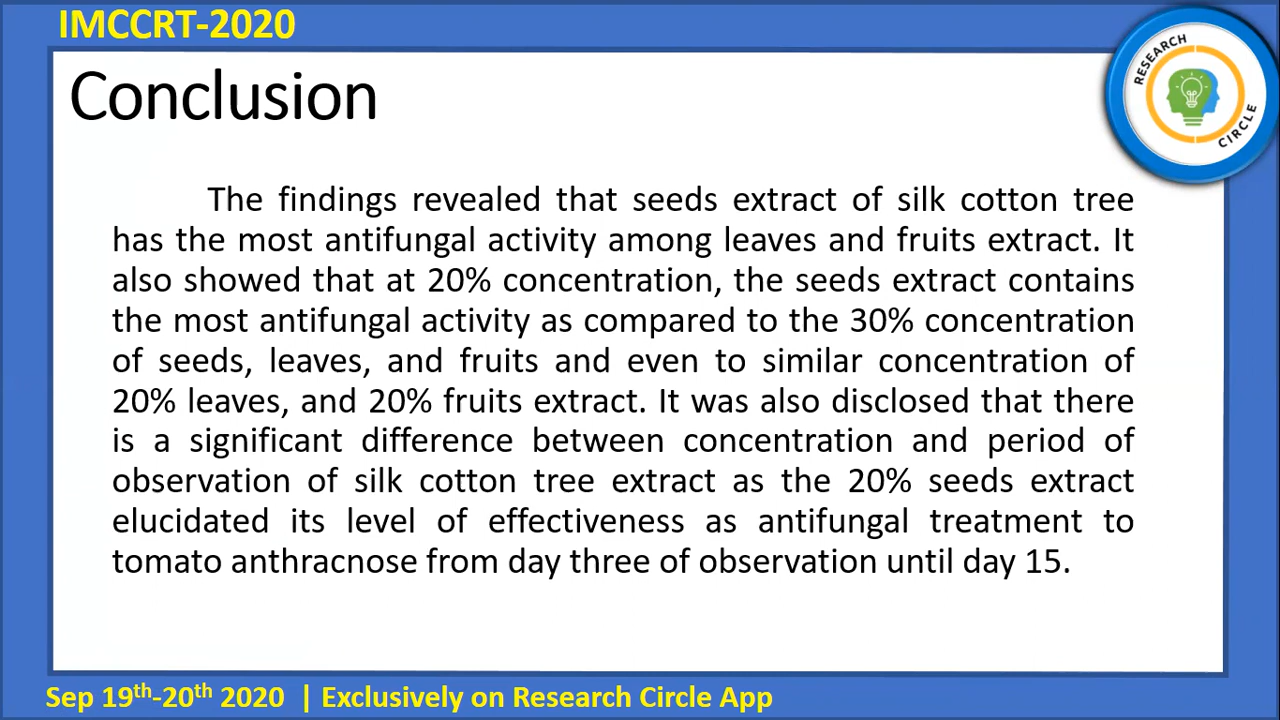 IMCCRT-2020
RESEARCH
CIRCLE
Conclusion
The findings revealed that seeds extract of silk cotton tree
has the most antifungal activity among leaves and fruits extract. It
also showed that at 20% concentration, the seeds extract contains
the most antifungal activity as compared to the 30% concentration
of seeds, leaves, and fruits and even to similar concentration of
20% leaves, and 20% fruits extract. It was also disclosed that there
is a significant difference between concentration and period of
observation of silk cotton tree extract as the 20% seeds extract
elucidated its level of effectiveness as antifungal treatment to
tomato anthracnose from day three of observation until day 15.
Sep 19th-20th 2020 | Exclusively on Research Circle App